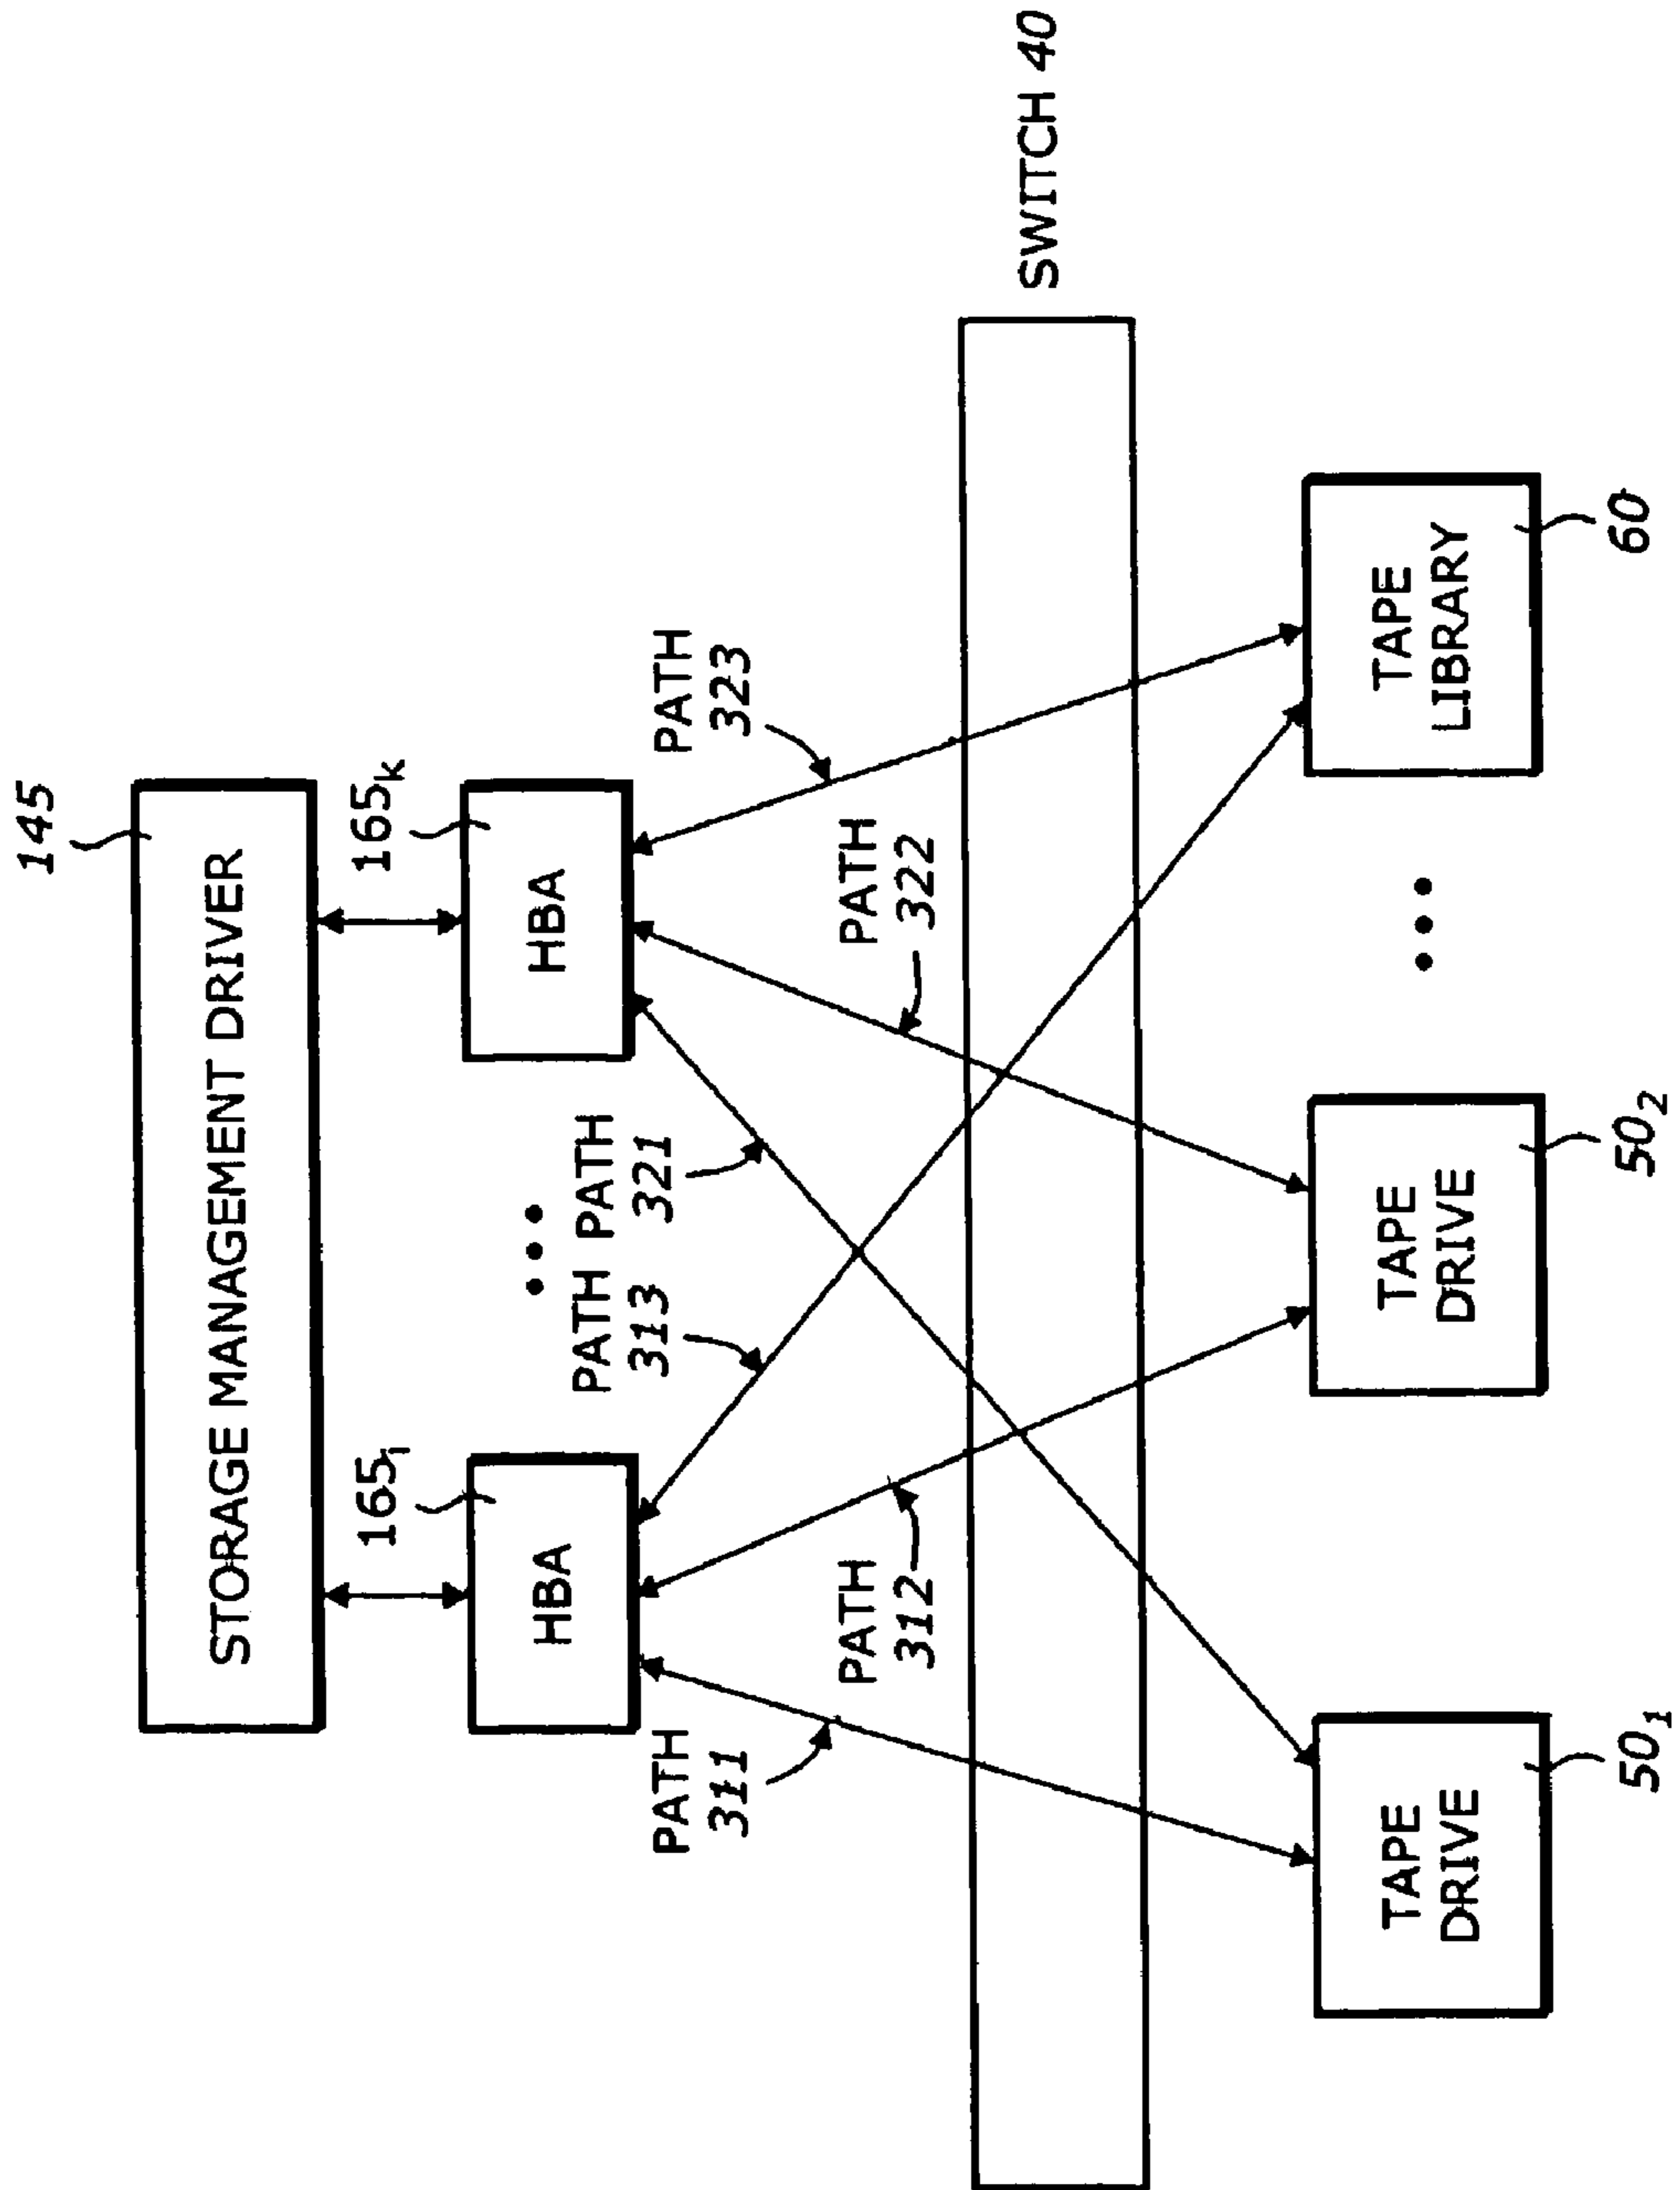 145
STORAGE MANAGEMENT DRIVER
165i
165k
HBA
HBA
PATH
311
PATH
313
PATH
321
PATH
323
PATH
312
PATH
322
SWITCH 40
TAPE
DRIVE
TAPE
DRIVE
TAPE
LIBRARY
50₁
50₂
60